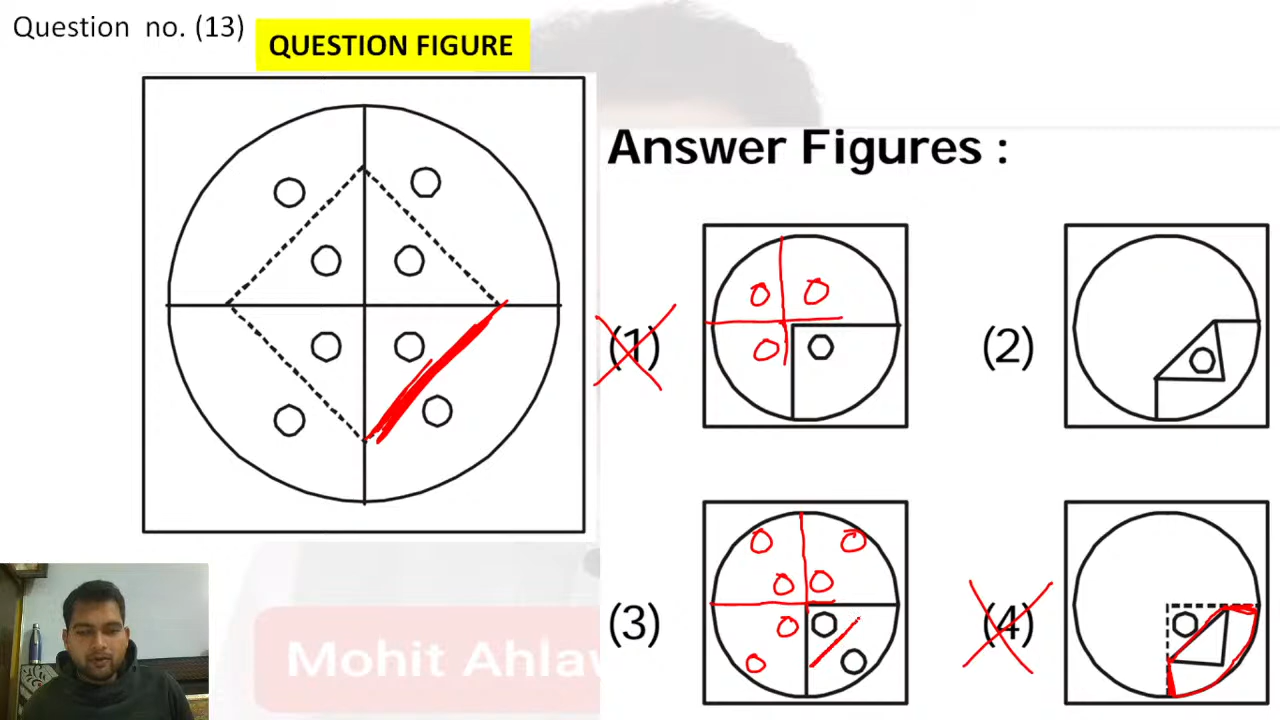 Question no. (13)
QUESTION FIGURE
Answer Figures :
(1)
(2)
(3)
(4)
Mohit Ahlaw